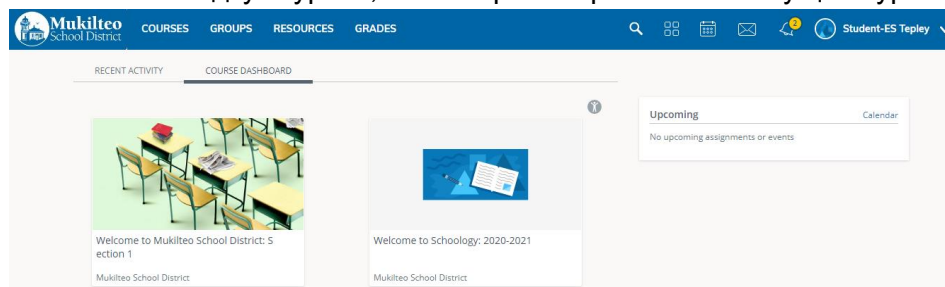 Mukilteo
School District
COURSES GROUPS RESOURCES GRADES
2
Student-ES Tepley
RECENT ACTIVITY COURSE DASHBOARD
Upcoming Calendar
No upcoming assignments or events
Welcome to Mukilteo School District: S
ection 1
Mukilteo School District
Welcome to Schoology: 2020-2021
Mukilteo School District